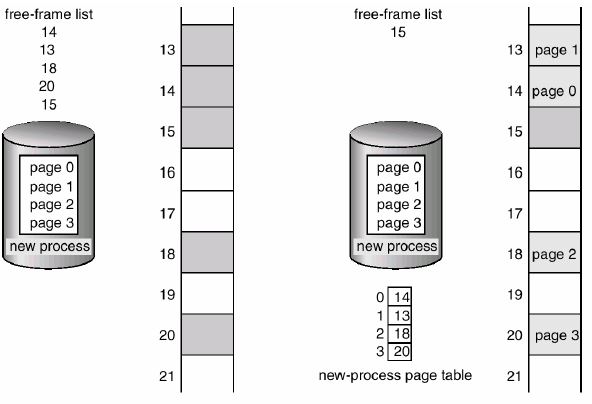 free-frame list
14
13
18
20
15
page 0
page 1
page 2
page 3
new process
13
14
15
16
17
18
19
20
21
free-frame list
15
page 0
page 1
page 2
page 3
new process
0 14
1 13
2 18
3 20
new-process page table
13 page 1
14 page 0
15
16
17
18 page 2
19
20 page 3
21